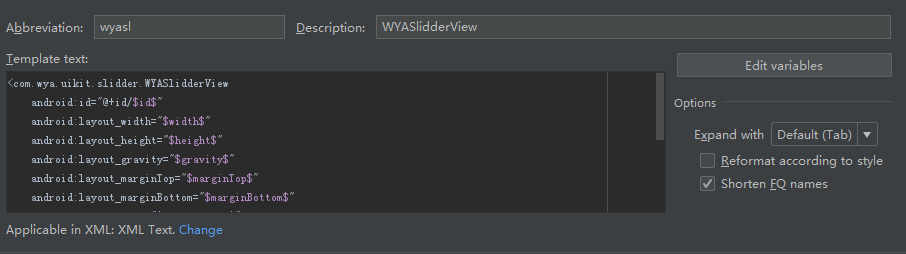 Abbreviation: wyasl Description: WYASlidderView
Template text:
Edit variables
<com.wya.uikit.slidder.WYASlidderView
android:id="@+id/$id$"
android:layout_width="$width$"
android:layout_height="$height$"
android:layout_gravity="$gravity$"
android:layout_marginTop="$marginTop$"
android:layout_marginBottom="$marginBottom$"
Options
Expand with Default (Tab)
Reformat according to style
Shorten FQ names
Applicable in XML: XML Text. Change